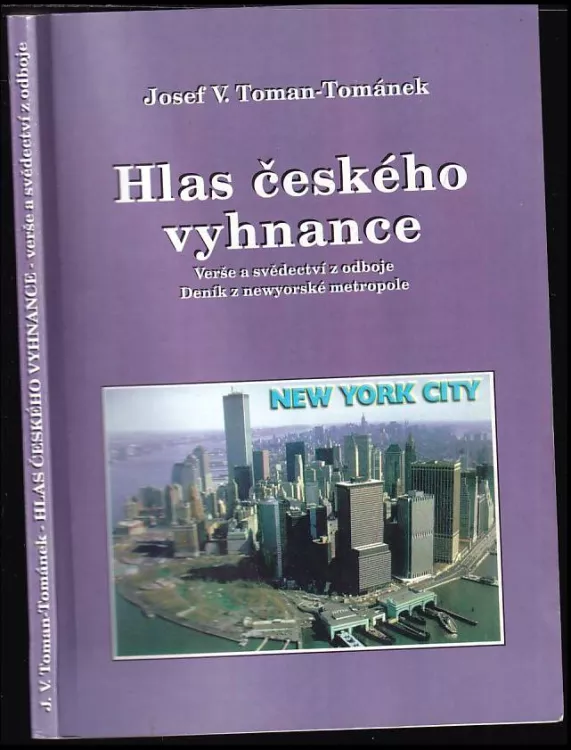 Josef V. Toman-Tománek
Hlas českého
vyhnance
Verše a svědectví z odboje
Deník z newyorské metropole
NEW YORK CITY
J. V. Toman-Tománek - HLAS ČESKÉHO VYHNANCE - verše a svědectví z odboje